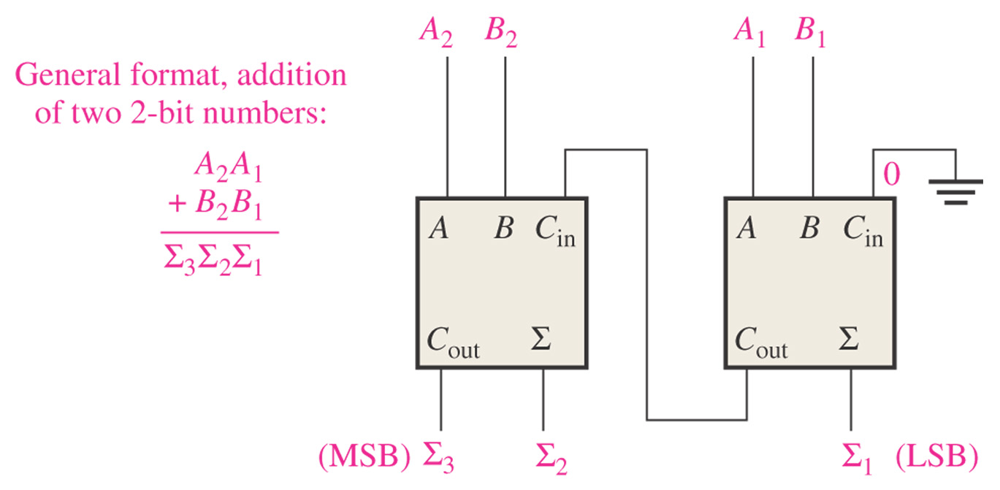 General format, addition
of two 2-bit numbers:
A₂A₁
+ B₂B₁
Σ₃Σ₂Σ₁
A₂ B₂ A₁ B₁
0
A B Cin A B Cin
Cout Σ Cout Σ
(MSB) Σ₃ Σ₂ Σ₁ (LSB)